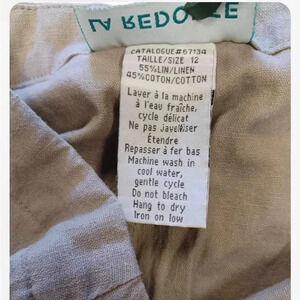 LA REDOUTE
CATALOGUE#67134
TAILLE/SIZE 12
55%LIN/LINEN
45%COTON/COTTON
Laver à la machine
à l'eau fraîche,
cycle délicat
Ne pas Javelliser
Étendre
Repasser à fer bas
Machine wash in
cool water,
gentle cycle
Do not bleach
Hang to dry
Iron on low